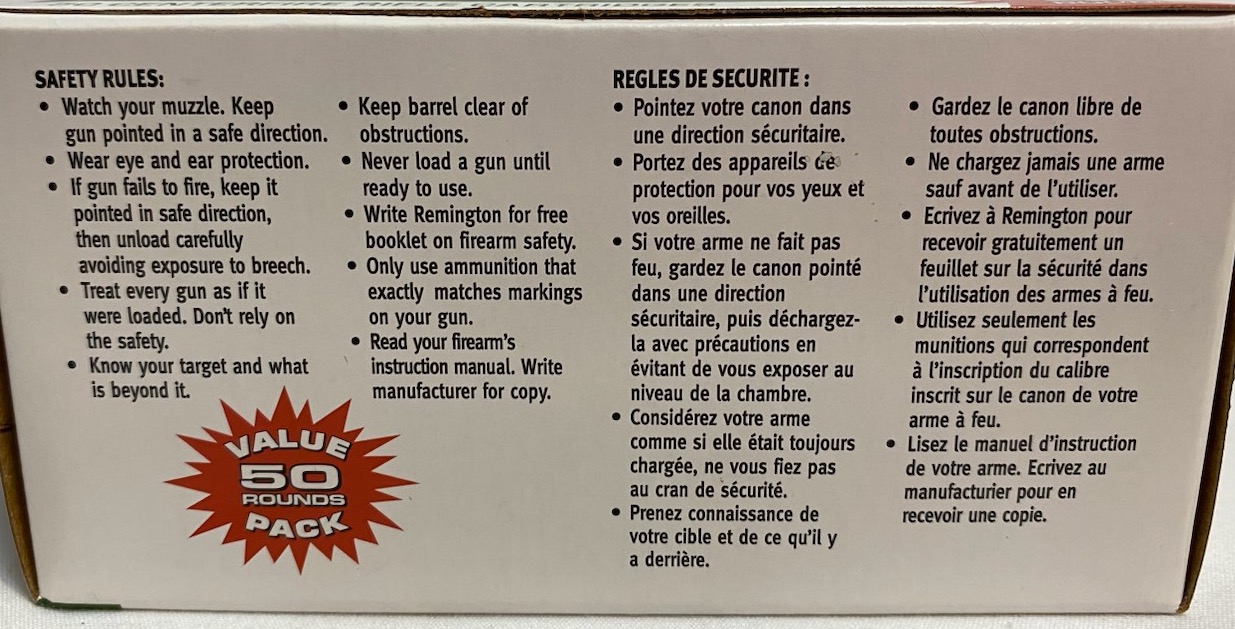 SAFETY RULES:
• Watch your muzzle. Keep
gun pointed in a safe direction.
• Wear eye and ear protection.
• If gun fails to fire, keep it
pointed in safe direction,
then unload carefully
avoiding exposure to breech.
• Treat every gun as if it
were loaded. Don't rely on
the safety.
• Know your target and what
is beyond it.
• Keep barrel clear of
obstructions.
• Never load a gun until
ready to use.
• Write Remington for free
booklet on firearm safety.
• Only use ammunition that
exactly matches markings
on your gun.
• Read your firearm's
instruction manual. Write
manufacturer for copy.
VALUE
50
ROUNDS
PACK
REGLES DE SECURITE :
• Pointez votre canon dans
une direction sécuritaire.
• Portez des appareils de
protection pour vos yeux et
vos oreilles.
• Si votre arme ne fait pas
feu, gardez le canon pointé
dans une direction
sécuritaire, puis déchargez-
la avec précautions en
évitant de vous exposer au
niveau de la chambre.
• Considérez votre arme
comme si elle était toujours
chargée, ne vous fiez pas
au cran de sécurité.
• Prenez connaissance de
votre cible et de ce qu'il y
a derrière.
• Gardez le canon libre de
toutes obstructions.
• Ne chargez jamais une arme
sauf avant de l'utiliser.
• Ecrivez à Remington pour
recevoir gratuitement un
feuillet sur la sécurité dans
l'utilisation des armes à feu.
• Utilisez seulement les
munitions qui correspondent
à l'inscription du calibre
inscrit sur le canon de votre
arme à feu.
• Lisez le manuel d'instruction
de votre arme. Ecrivez au
manufacturier pour en
recevoir une copie.